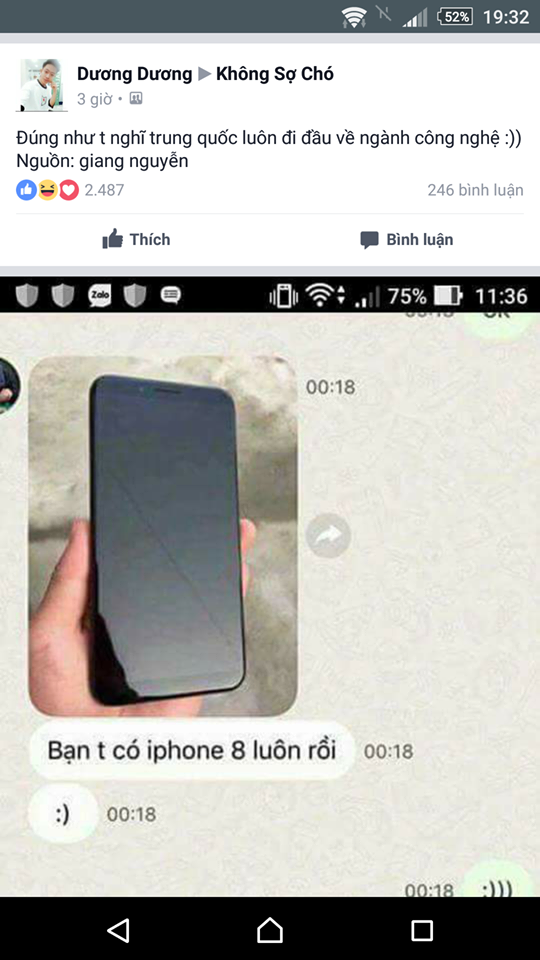 52% 19:32
Dương Dương ▶ Không Sợ Chó
3 giờ •
Đúng như t nghĩ trung quốc luôn đi đầu về ngành công nghệ :))
Nguồn: giang nguyễn
2.487 246 bình luận
Thích Bình luận
Zalo 75% 11:36
00:18
Bạn t có iphone 8 luôn rồi 00:18
:) 00:18
00:18 :)))